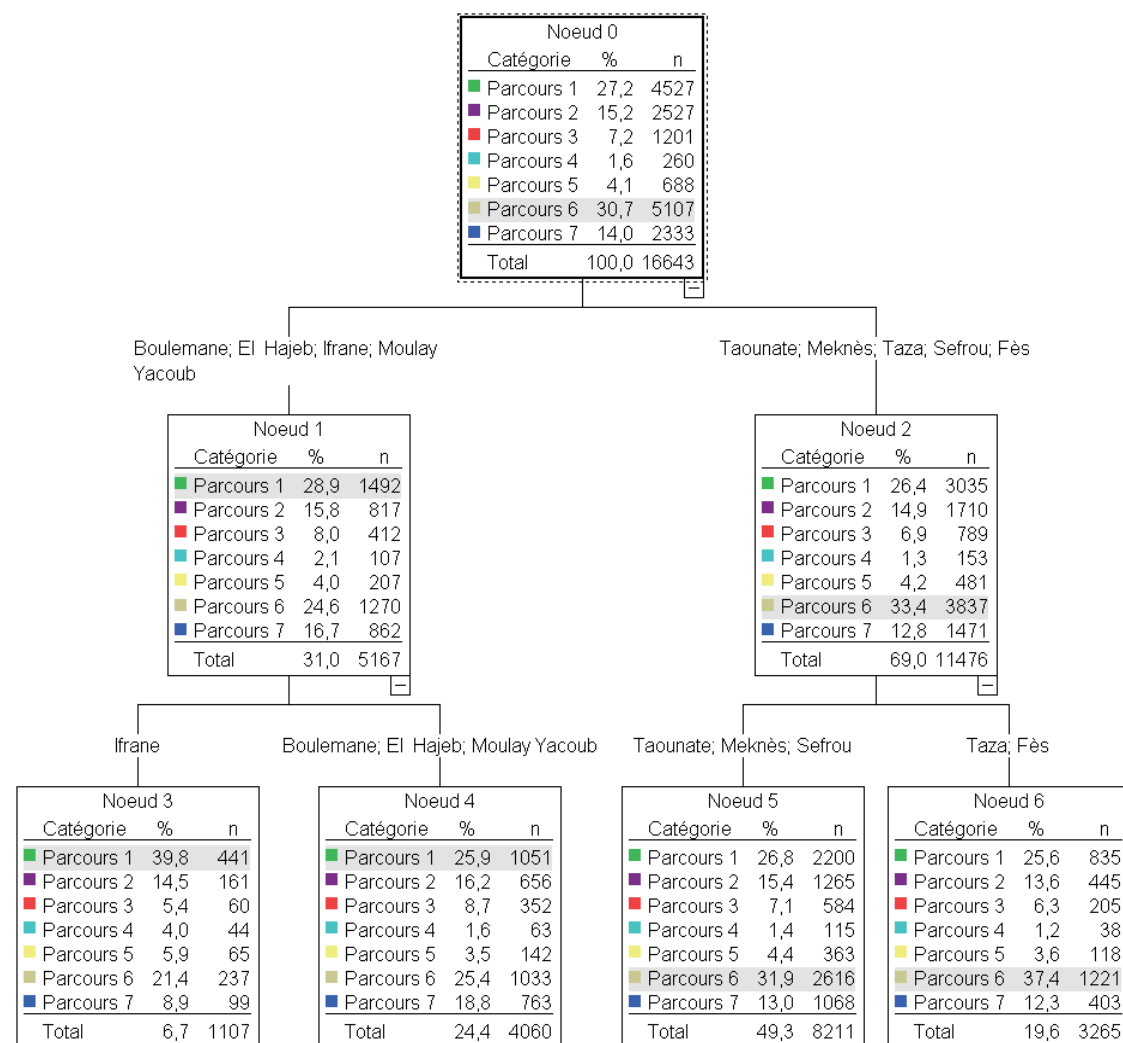 Noeud 0
Catégorie % n
Parcours 1 27,2 4527
Parcours 2 15,2 2527
Parcours 3 7,2 1201
Parcours 4 1,6 260
Parcours 5 4,1 688
Parcours 6 30,7 5107
Parcours 7 14,0 2333
Total 100,0 16643
Boulemane; El Hajeb; Ifrane; Moulay
Yacoub
Taounate; Meknès; Taza; Sefrou; Fès
Noeud 1
Catégorie % n
Parcours 1 28,9 1492
Parcours 2 15,8 817
Parcours 3 8,0 412
Parcours 4 2,1 107
Parcours 5 4,0 207
Parcours 6 24,6 1270
Parcours 7 16,7 862
Total 31,0 5167
Noeud 2
Catégorie % n
Parcours 1 26,4 3035
Parcours 2 14,9 1710
Parcours 3 6,9 789
Parcours 4 1,3 153
Parcours 5 4,2 481
Parcours 6 33,4 3837
Parcours 7 12,8 1471
Total 69,0 11476
Ifrane
Boulemane; El Hajeb; Moulay Yacoub
Taounate; Meknès; Sefrou
Taza; Fès
Noeud 3
Catégorie % n
Parcours 1 39,8 441
Parcours 2 14,5 161
Parcours 3 5,4 60
Parcours 4 4,0 44
Parcours 5 5,9 65
Parcours 6 21,4 237
Parcours 7 8,9 99
Total 6,7 1107
Noeud 4
Catégorie % n
Parcours 1 25,9 1051
Parcours 2 16,2 656
Parcours 3 8,7 352
Parcours 4 1,6 63
Parcours 5 3,5 142
Parcours 6 25,4 1033
Parcours 7 18,8 763
Total 24,4 4060
Noeud 5
Catégorie % n
Parcours 1 26,8 2200
Parcours 2 15,4 1265
Parcours 3 7,1 584
Parcours 4 1,4 115
Parcours 5 4,4 363
Parcours 6 31,9 2616
Parcours 7 13,0 1068
Total 49,3 8211
Noeud 6
Catégorie % n
Parcours 1 25,6 835
Parcours 2 13,6 445
Parcours 3 6,3 205
Parcours 4 1,2 38
Parcours 5 3,6 118
Parcours 6 37,4 1221
Parcours 7 12,3 403
Total 19,6 3265